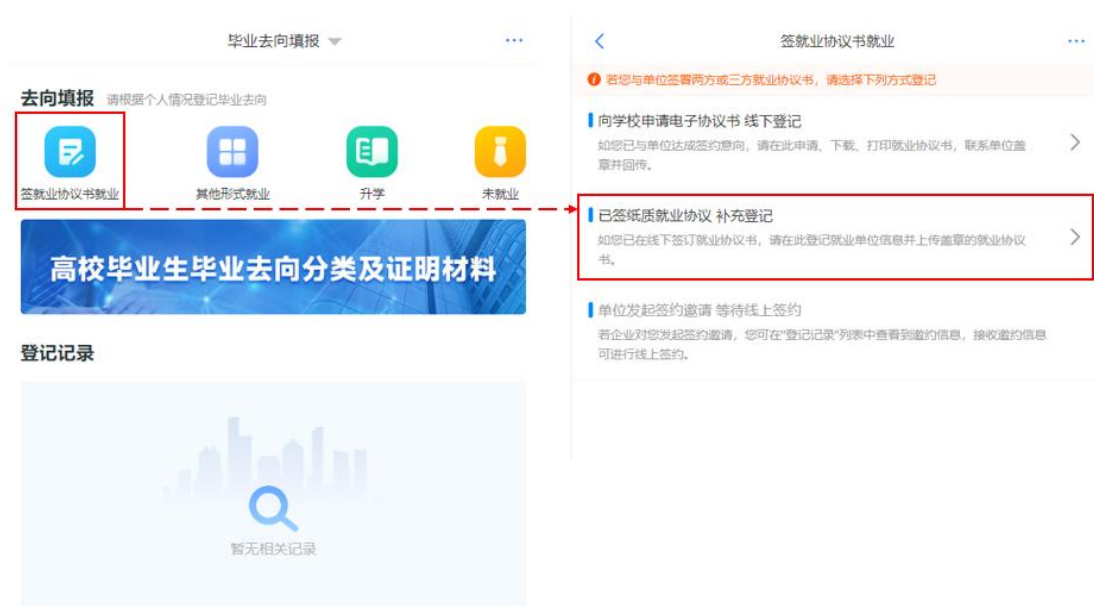 毕业去向填报
去向填报 请根据个人情况登记毕业去向
签就业协议书就业 其他形式就业 升学 未就业
高校毕业生毕业去向分类及证明材料
登记记录
暂无相关记录
签就业协议书就业
若您与单位签署两方或三方就业协议书，请选择下列方式登记
向学校申请电子协议书 线下登记
如您已与单位达成签约意向，请在此申请、下载、打印就业协议书，联系单位盖
章并回传。
已签纸质就业协议 补充登记
如您已在线下签订就业协议书，请在此登记就业单位信息并上传盖章的就业协议
书。
单位发起签约邀请 等待线上签约
若企业对您发起签约邀请，您可在“登记记录”列表中查看到邀约信息，接收邀约信息
可进行线上签约。